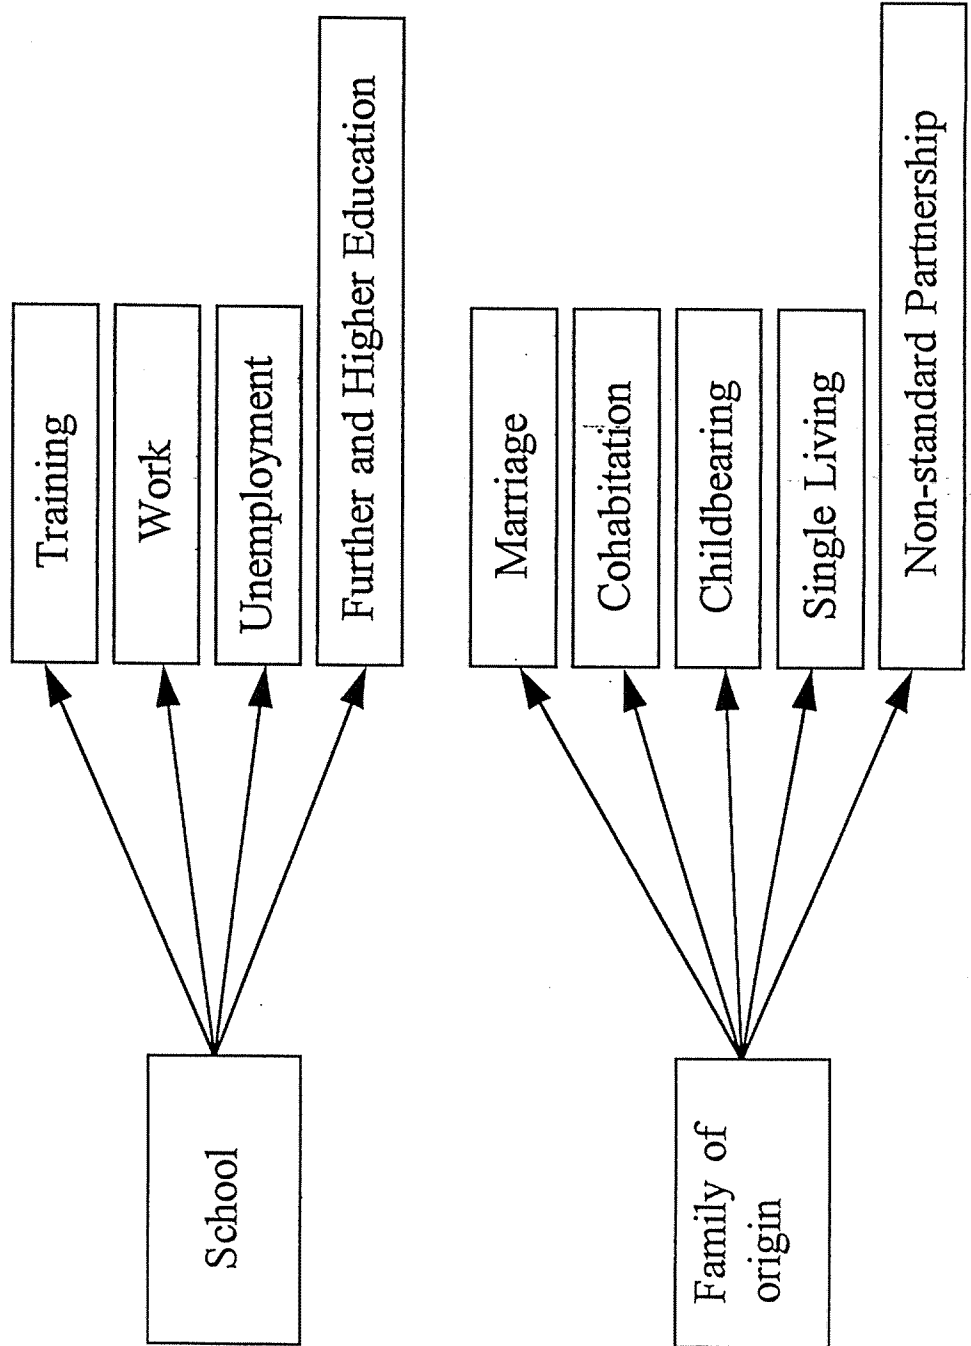 School
Training
Work
Unemployment
Further and Higher Education
Family of
origin
Marriage
Cohabitation
Childbearing
Single Living
Non-standard Partnership